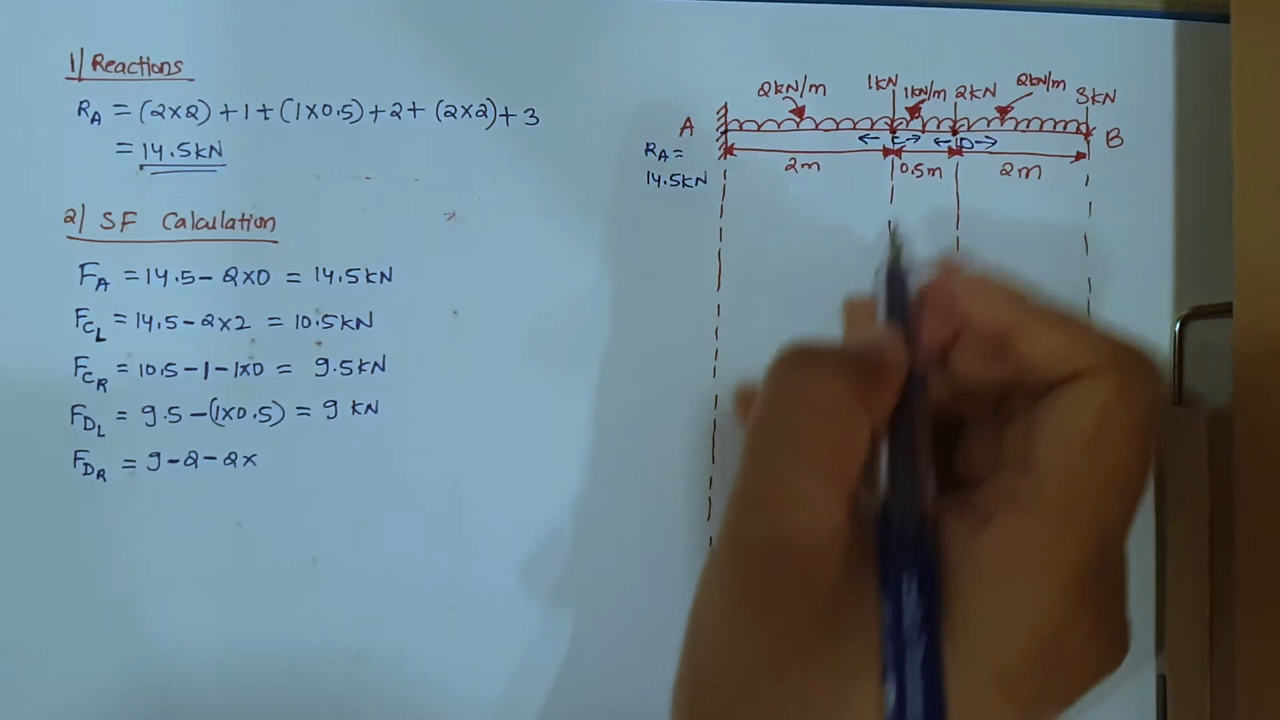 1) Reactions
RA = (2×2) + 1 + (1×0.5) + 2 + (2×2) + 3
= 14.5kN
2) SF Calculation
FA = 14.5 - 2×0 = 14.5kN
FCL = 14.5 - 2×2 = 10.5kN
FCR = 10.5 - 1 - 1×0 = 9.5kN
FDL = 9.5 - (1×0.5) = 9 kN
FDR = 9 - 2 - 2×
2kN/m 1kN 1kN/m 2kN 2kN/m 3kN
A B
RA =
14.5kN
C D
2m 0.5m 2m